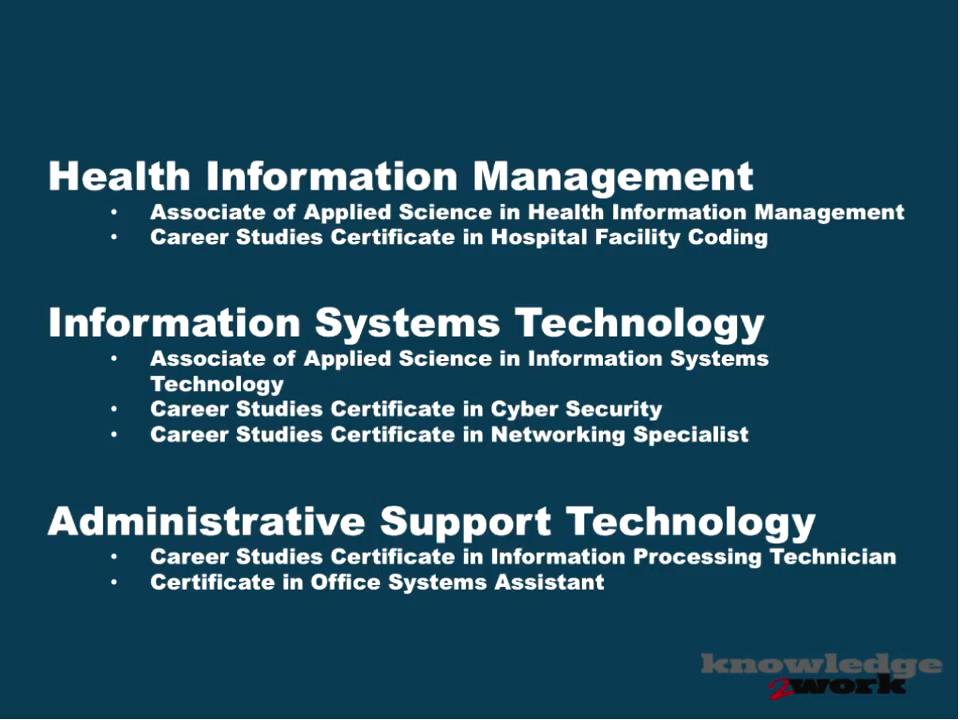 Health Information Management
• Associate of Applied Science in Health Information Management
• Career Studies Certificate in Hospital Facility Coding
Information Systems Technology
• Associate of Applied Science in Information Systems
Technology
• Career Studies Certificate in Cyber Security
• Career Studies Certificate in Networking Specialist
Administrative Support Technology
• Career Studies Certificate in Information Processing Technician
• Certificate in Office Systems Assistant
knowledge
2work